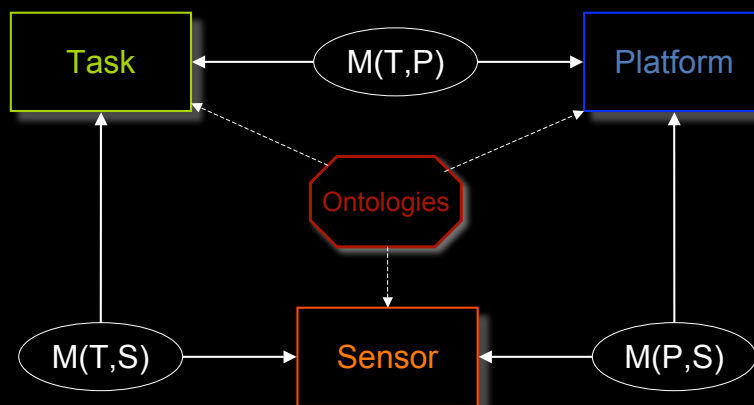 Task
M(T,P)
Platform
Ontologies
M(T,S)
Sensor
M(P,S)